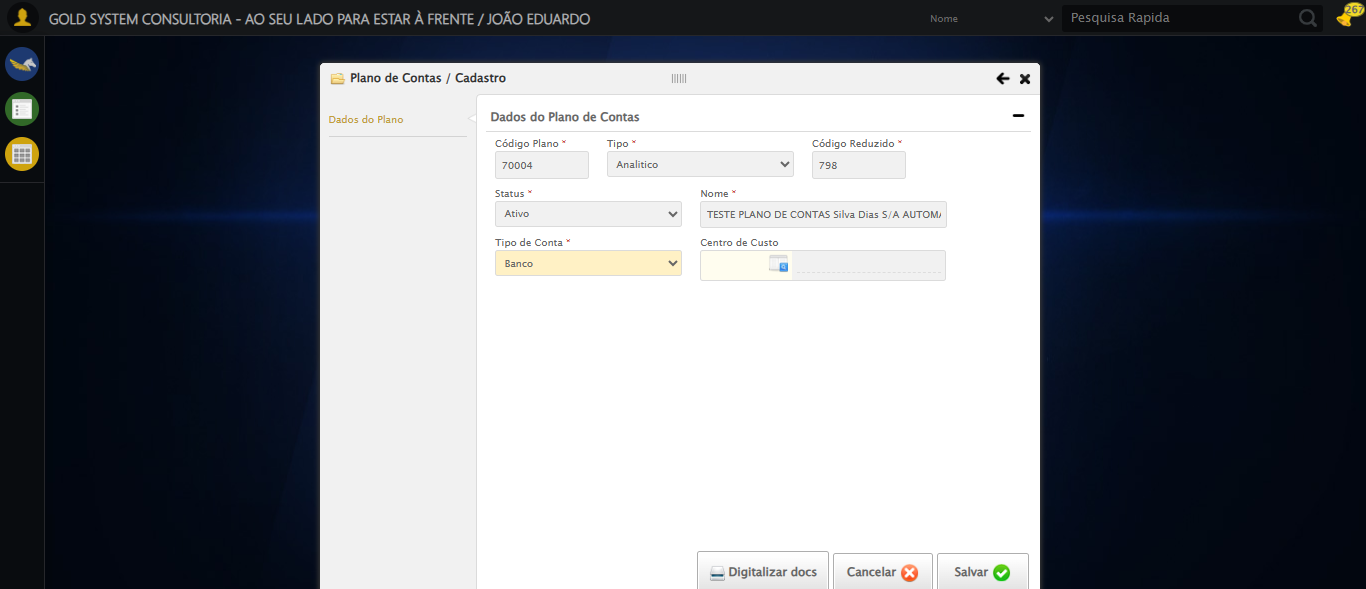 GOLD SYSTEM CONSULTORIA - AO SEU LADO PARA ESTAR À FRENTE / JOÃO EDUARDO
Nome
Pesquisa Rapida
267
Plano de Contas / Cadastro
Dados do Plano
Dados do Plano de Contas
Código Plano * Tipo * Código Reduzido *
70004 Analitico 798
Status * Nome *
Ativo TESTE PLANO DE CONTAS Silva Dias S/A AUTOMA
Tipo de Conta * Centro de Custo
Banco
Digitalizar docs Cancelar Salvar